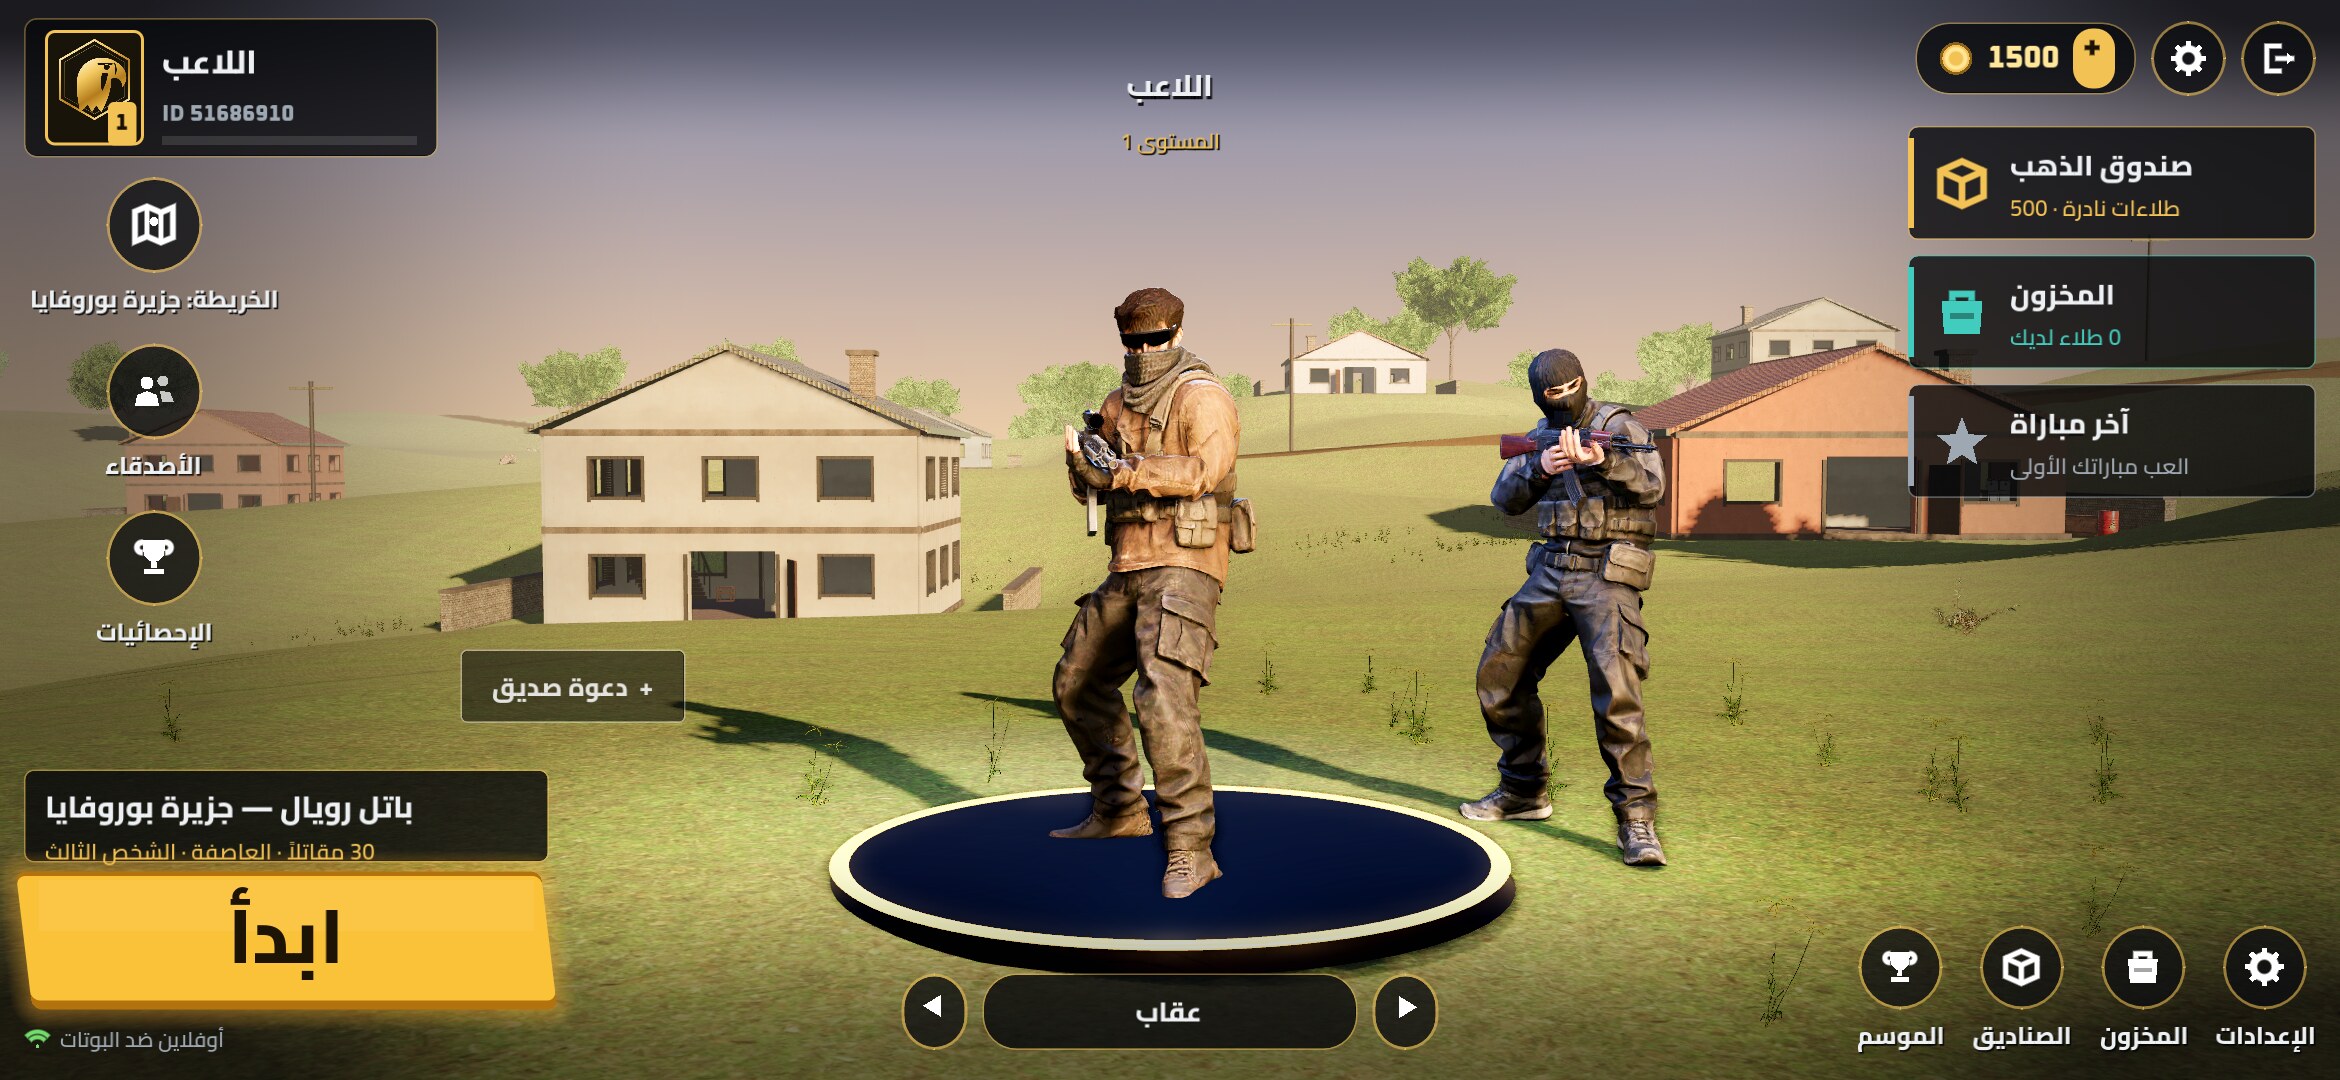 اللاعب
ID 51686910
1
الخريطة: جزيرة بوروفايا
الأصدقاء
الإحصائيات
+ دعوة صديق
باتل رويال — جزيرة بوروفايا
30 مقاتلاً · العاصفة · الشخص الثالث
ابدأ
أوفلاين ضد البوتات
اللاعب
المستوى 1
عقاب
1500 +
صندوق الذهب
طلاءات نادرة · 500
المخزون
0 طلاء لديك
آخر مباراة
العب مباراتك الأولى
الموسم
الصناديق
المخزون
الإعدادات